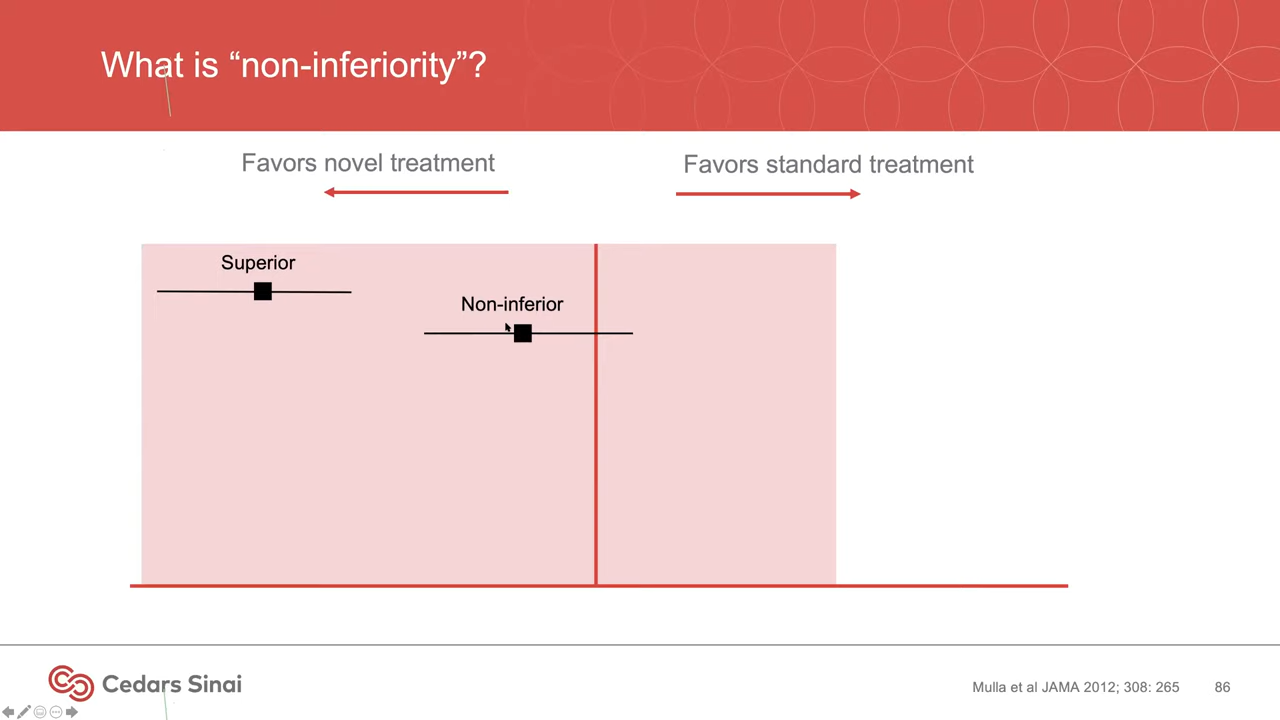 What is “non-inferiority”?
Favors novel treatment
Favors standard treatment
Superior
Non-inferior
Cedars Sinai
Mulla et al JAMA 2012; 308: 265
86